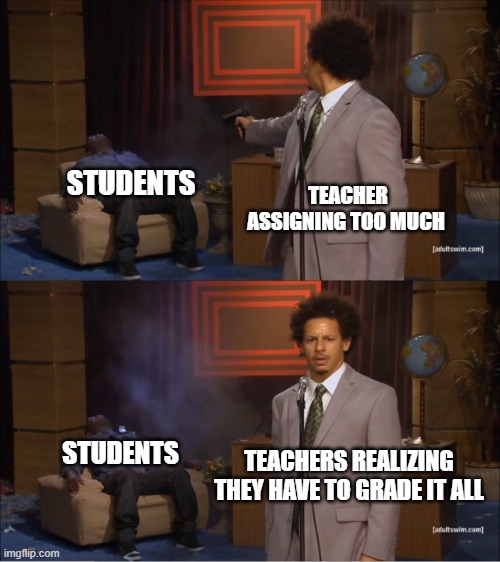 STUDENTS
TEACHER
ASSIGNING TOO MUCH
[adultswim.com]
STUDENTS
TEACHERS REALIZING
THEY HAVE TO GRADE IT ALL
[adultswim.com]
imgflip.com